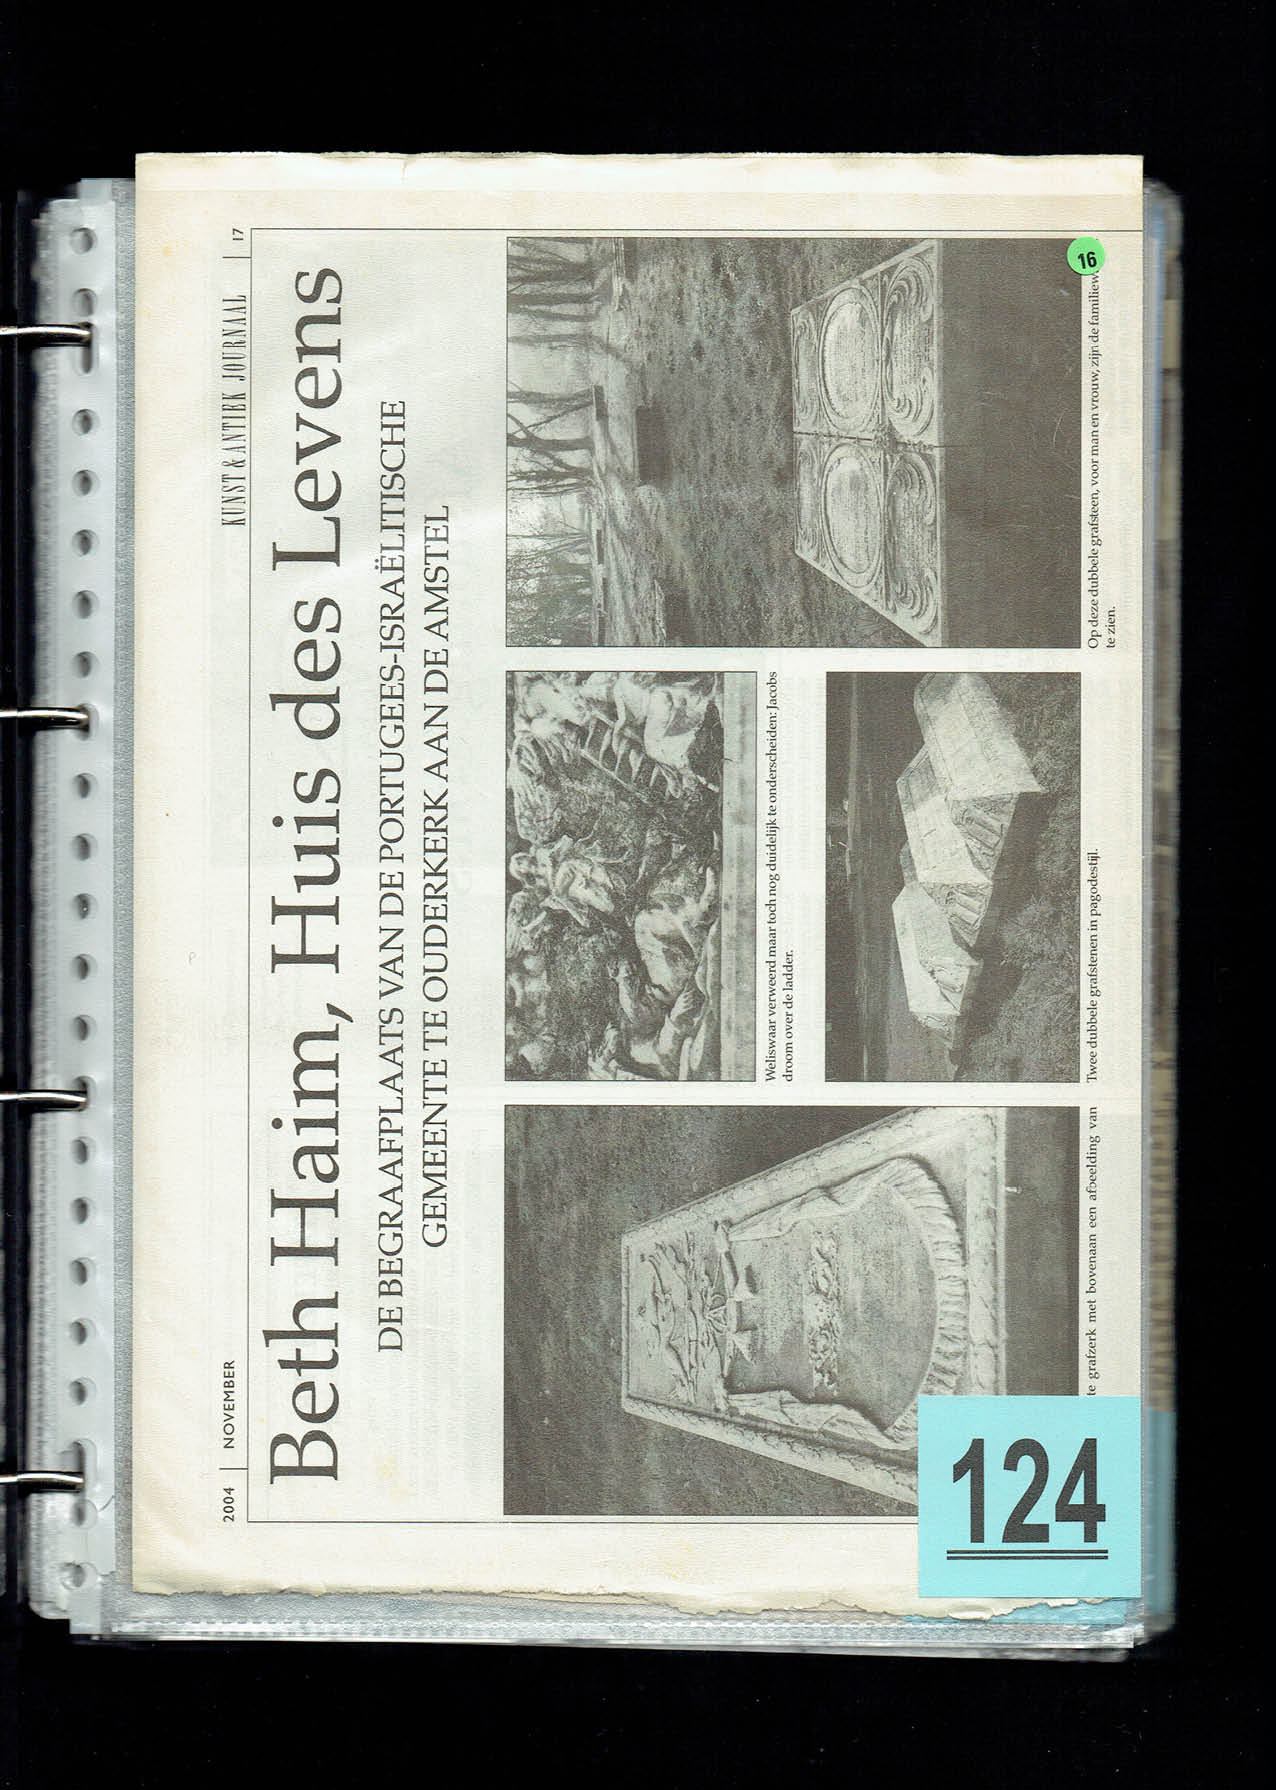 2004 | NOVEMBER
KUNST & ANTIEK JOURNAAL | 17
Beth Haim, Huis des Levens
DE BEGRAAFPLAATS VAN DE PORTUGEES-ISRAËLITISCHE
GEMEENTE TE OUDERKERK AAN DE AMSTEL
te grafzerk met bovenaan een afbeelding van
Weliswaar verweerd maar toch nog duidelijk te onderscheiden: Jacobs
droom over de ladder.
Twee dubbele grafstenen in pagodestijl.
Op deze dubbele grafsteen, voor man en vrouw, zijn de familiew
te zien.
16
124